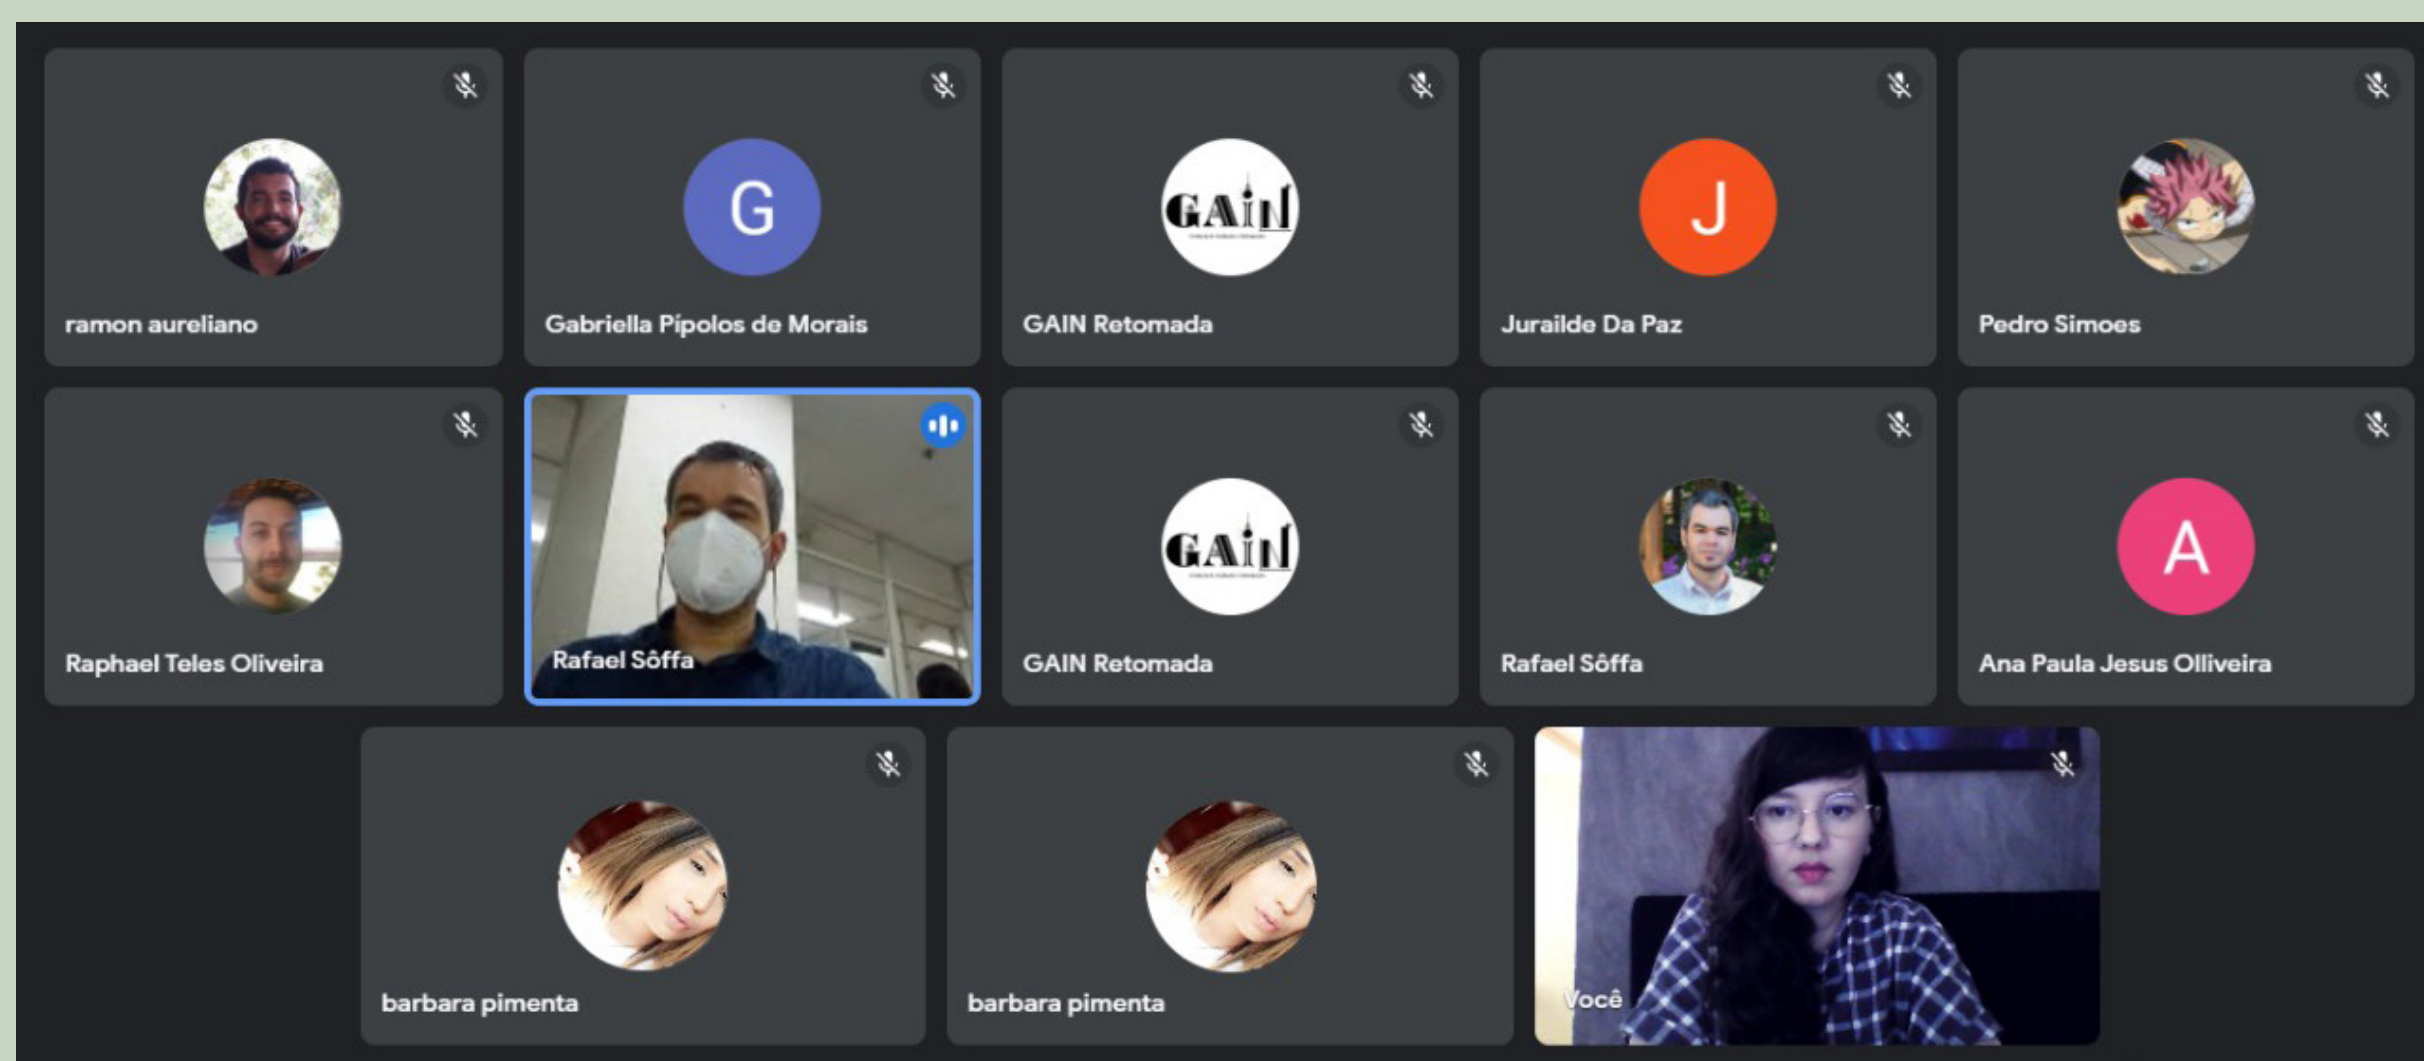 ramon aureliano
G
Gabriella Pípolos de Morais
GAIN
GAIN Retomada
J
Jurailde Da Paz
Pedro Simoes
Raphael Teles Oliveira
Rafael Sôffa
GAIN
GAIN Retomada
Rafael Sôffa
A
Ana Paula Jesus Olliveira
barbara pimenta
barbara pimenta
Você